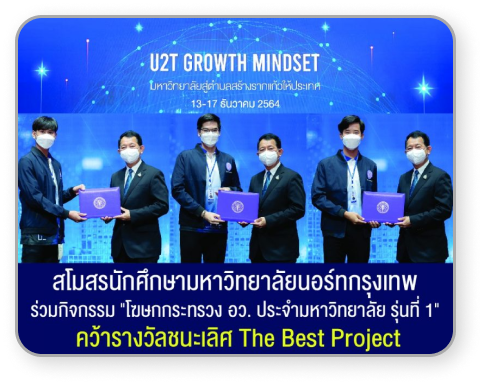 U2T GROWTH MINDSET
มหาวิทยาลัยสู่ตำบลสร้างรากแก้วให้ประเทศ
13-17 ธันวาคม 2564
สโมสรนักศึกษามหาวิทยาลัยนอร์ทกรุงเทพ
ร่วมกิจกรรม "โฆษกกระทรวง อว. ประจำมหาวิทยาลัย รุ่นที่ 1"
คว้ารางวัลชนะเลิศ The Best Project